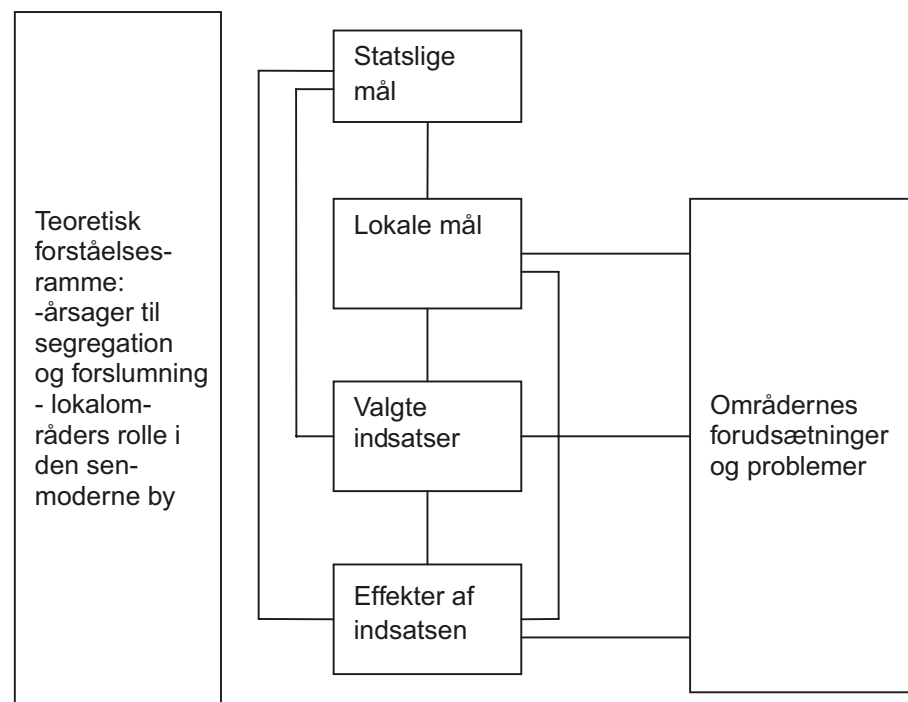 Teoretisk
forståelses-
ramme:
-årsager til
segregation
og forslumning
- lokalom-
råders rolle i
den sen-
moderne by
Statslige
mål
Lokale mål
Valgte
indsatser
Effekter af
indsatsen
Områdernes
forudsætninger
og problemer